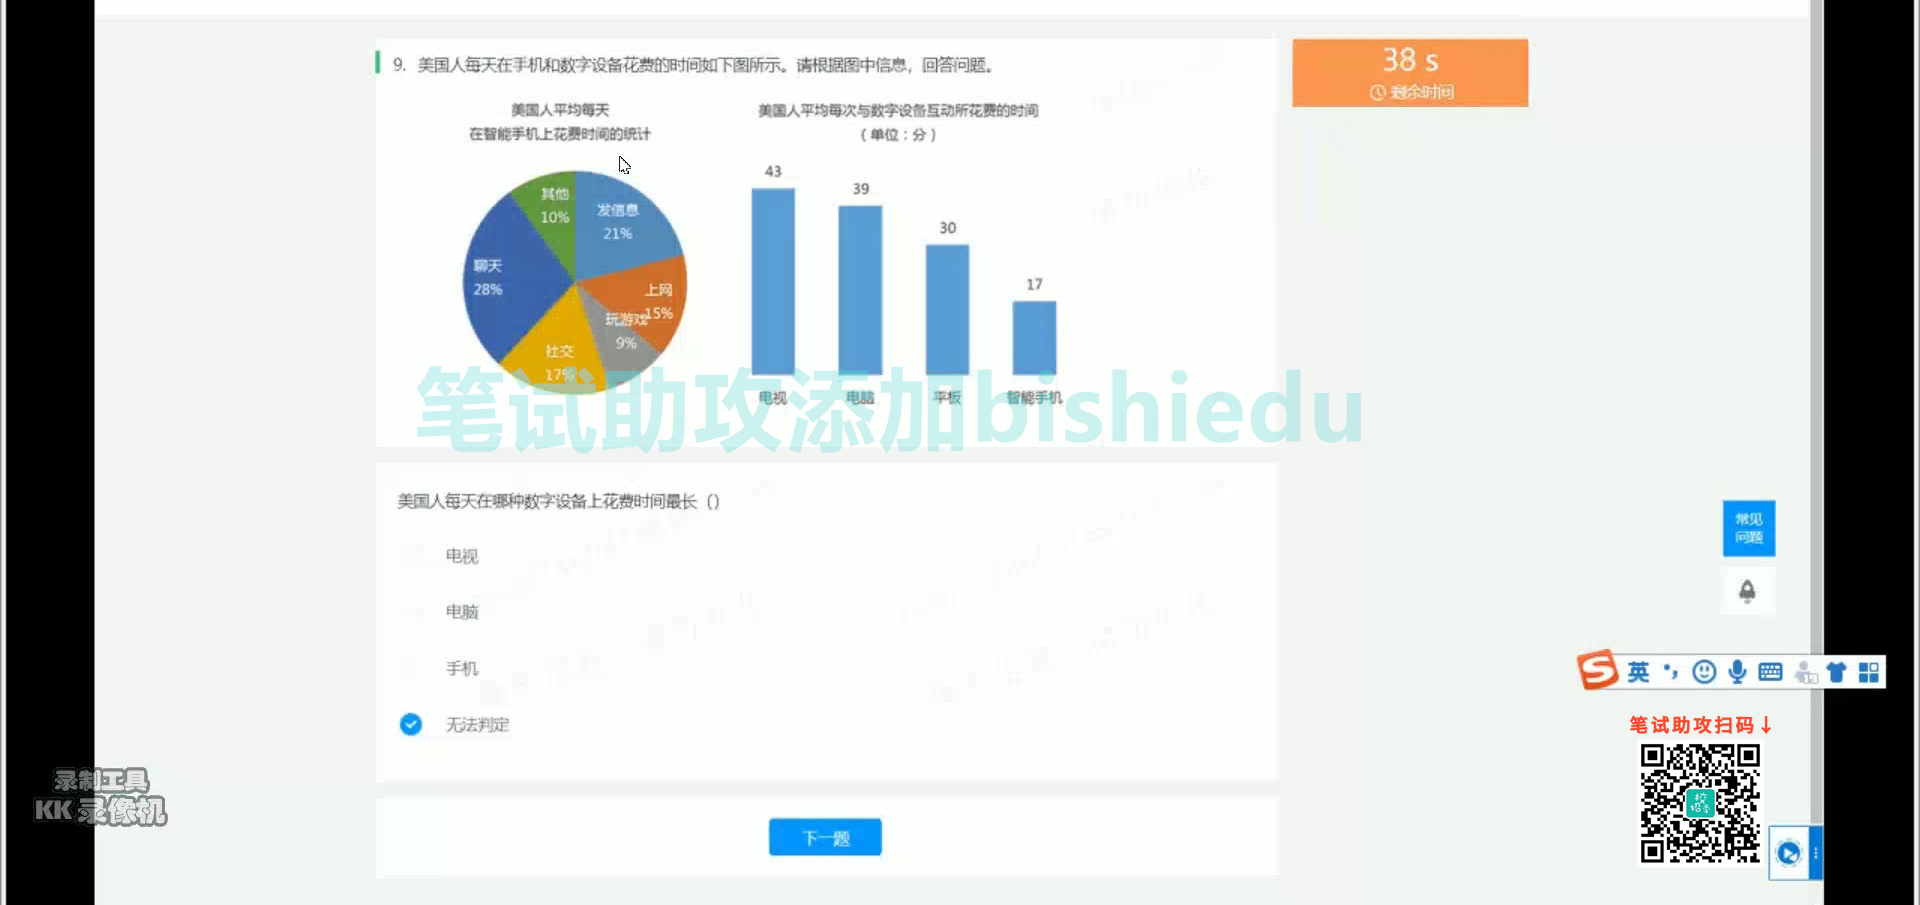 9. 美国人每天在手机和数字设备花费的时间如下图所示。请根据图中信息，回答问题。
38 s
剩余时间
美国人平均每天
在智能手机上花费时间的统计
美国人平均每次与数字设备互动所花费的时间
（单位：分）
其他
10%
发信息
21%
聊天
28%
上网
15%
玩游戏
9%
社交
17%
43
39
30
17
电视
电脑
平板
智能手机
笔试助攻添加bishiedu
美国人每天在哪种数字设备上花费时间最长（）
电视
电脑
手机
无法判定
下一题
常见
问题
英
笔试助攻扫码↓
录制工具
KK 录像机